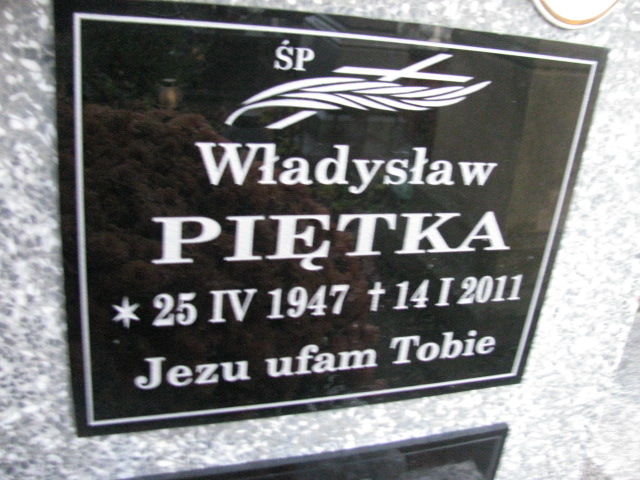 ŚP
Władysław
PIĘTKA
✶ 25 IV 1947 † 14 I 2011
Jezu ufam Tobie